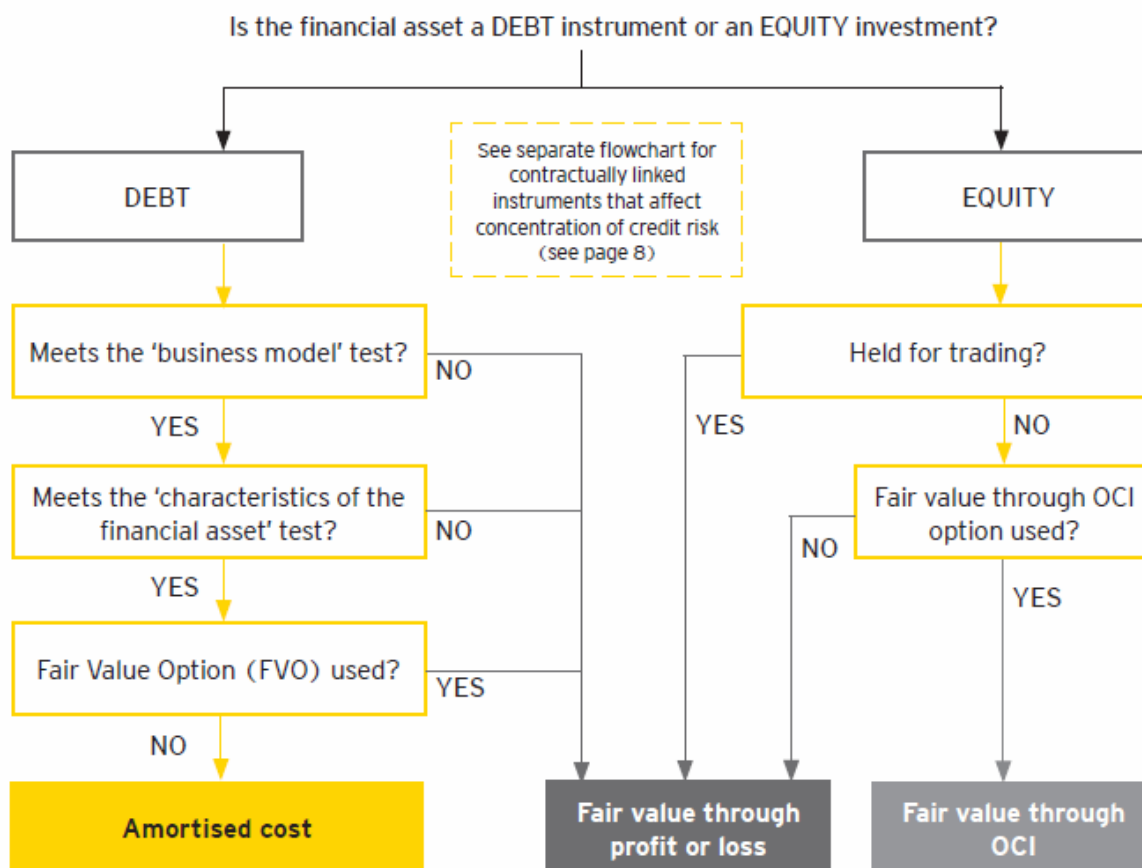 Is the financial asset a DEBT instrument or an EQUITY investment?
DEBT
See separate flowchart for
contractually linked
instruments that affect
concentration of credit risk
(see page 8)
EQUITY
Meets the ‘business model’ test?
NO
YES
Held for trading?
YES
NO
Meets the ‘characteristics of the
financial asset’ test?
NO
YES
Fair value through OCI
option used?
NO
YES
Fair Value Option (FVO) used?
YES
NO
Amortised cost
Fair value through
profit or loss
Fair value through
OCI